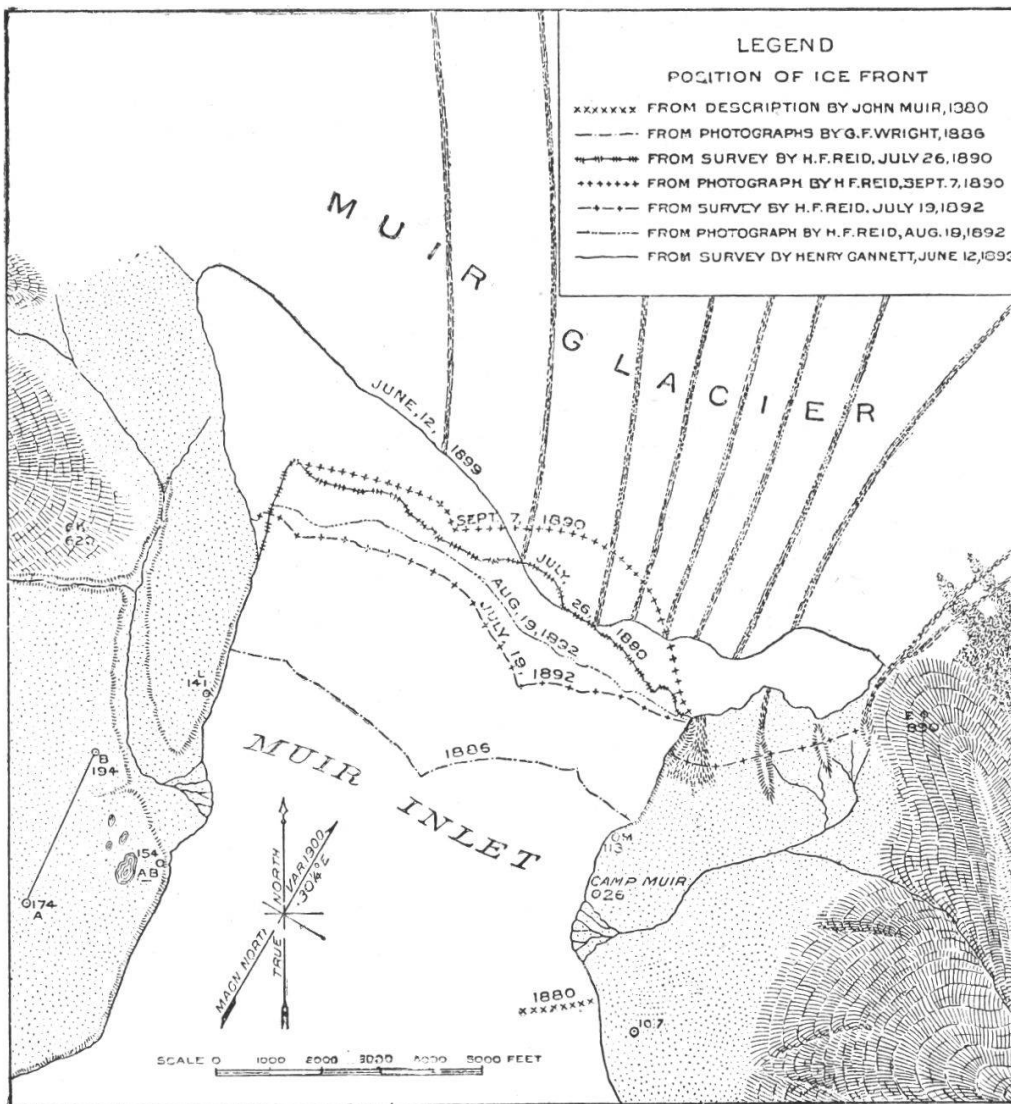 LEGEND
POSITION OF ICE FRONT
FROM DESCRIPTION BY JOHN MUIR, 1880
FROM PHOTOGRAPHS BY G.F. WRIGHT, 1886
FROM SURVEY BY H.F. REID, JULY 26, 1890
FROM PHOTOGRAPH BY H.F. REID, SEPT. 7, 1890
FROM SURVEY BY H.F. REID, JULY 19, 1892
FROM PHOTOGRAPH BY H.F. REID, AUG. 19, 1892
FROM SURVEY BY HENRY GANNETT, JUNE 12, 1899
MUIR
GLACIER
JUNE, 12, 1899
SEPT. 7, 1890
JULY 26, 1890
AUG. 19, 1892
JULY, 19, 1892
620
L
141
E
890
1886
B
194
MUIR INLET
M
113
154
AB
CAMP MUIR
26
174
A
TRUE NORTH
MAGN NORTH
VAR 1900
30¼° E
1880
107
SCALE 0 1000 2000 3000 4000 5000 FEET